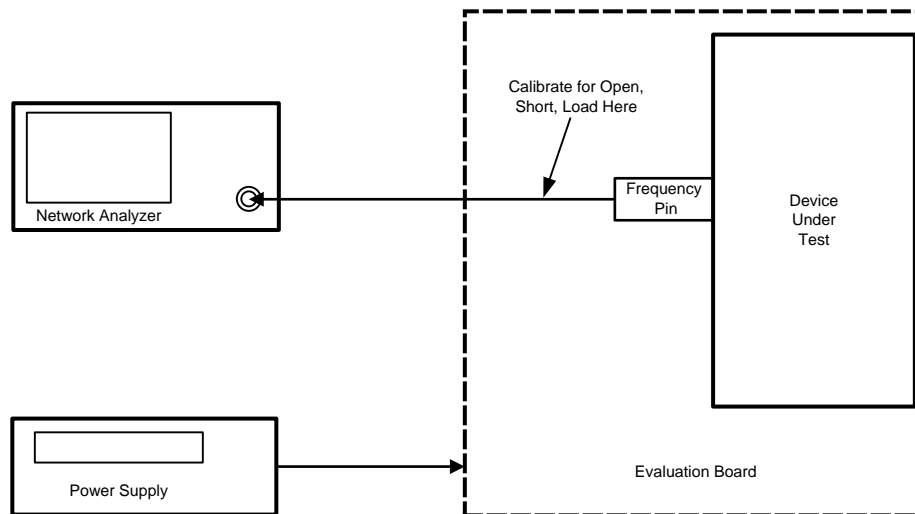 Calibrate for Open,
Short, Load Here
Frequency
Pin
Device
Under
Test
Network Analyzer
Power Supply
Evaluation Board